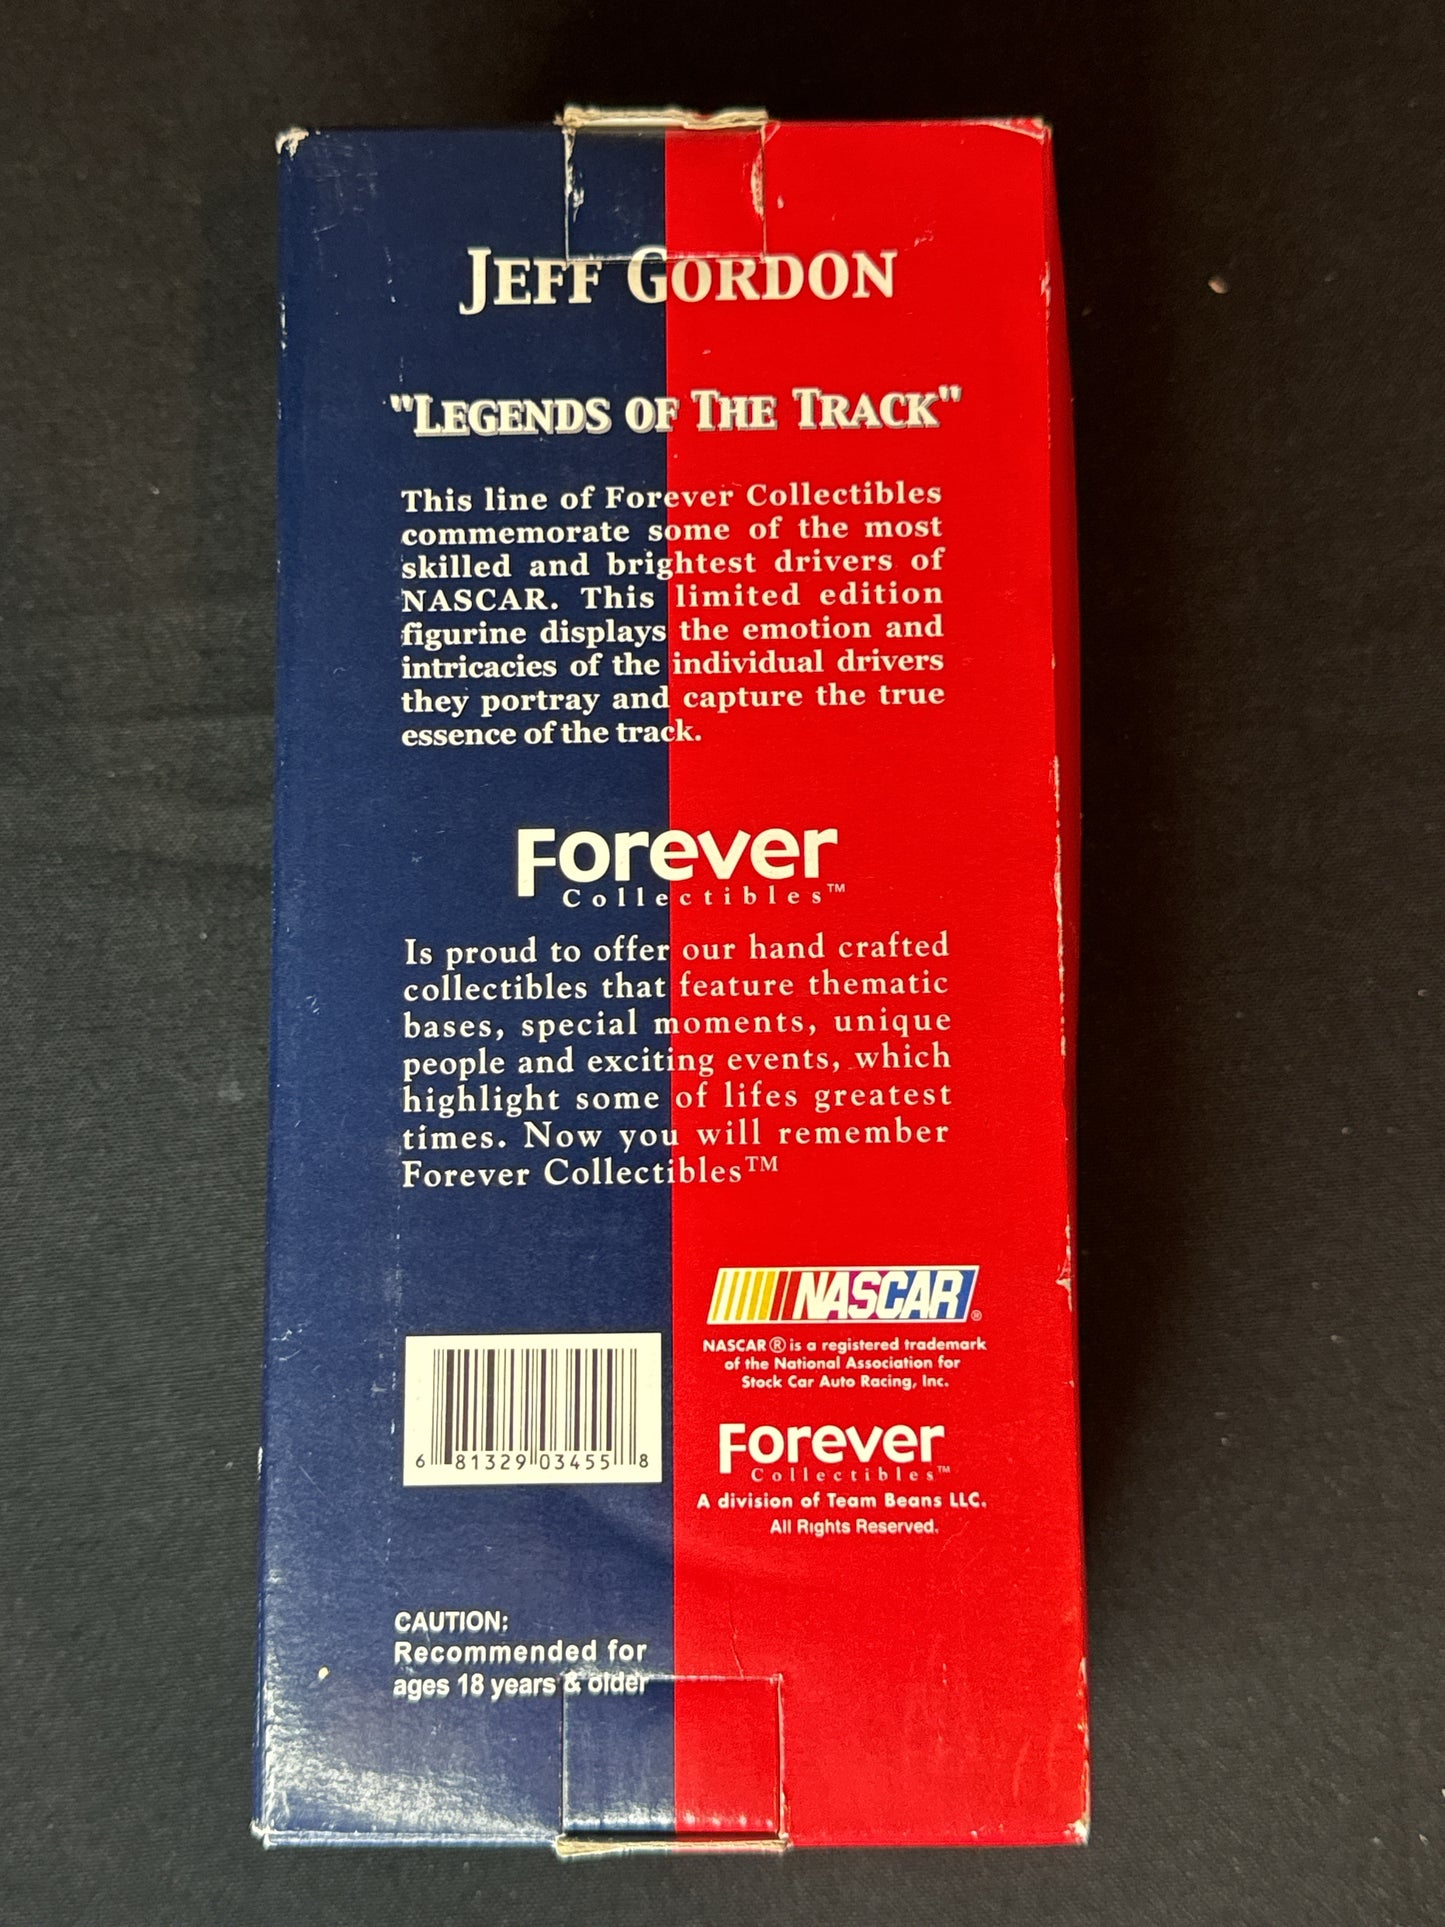 JEFF GORDON
"LEGENDS OF THE TRACK"
This line of Forever Collectibles
commemorate some of the most
skilled and brightest drivers of
NASCAR. This limited edition
figurine displays the emotion and
intricacies of the individual drivers
they portray and capture the true
essence of the track.
Forever
Collectibles™
Is proud to offer our hand crafted
collectibles that feature thematic
bases, special moments, unique
people and exciting events, which
highlight some of lifes greatest
times. Now you will remember
Forever Collectibles™
NASCAR®
NASCAR® is a registered trademark
of the National Association for
Stock Car Auto Racing, Inc.
6 81329 03455 8
Forever
Collectibles™
A division of Team Beans LLC.
All Rights Reserved.
CAUTION:
Recommended for
ages 18 years & older